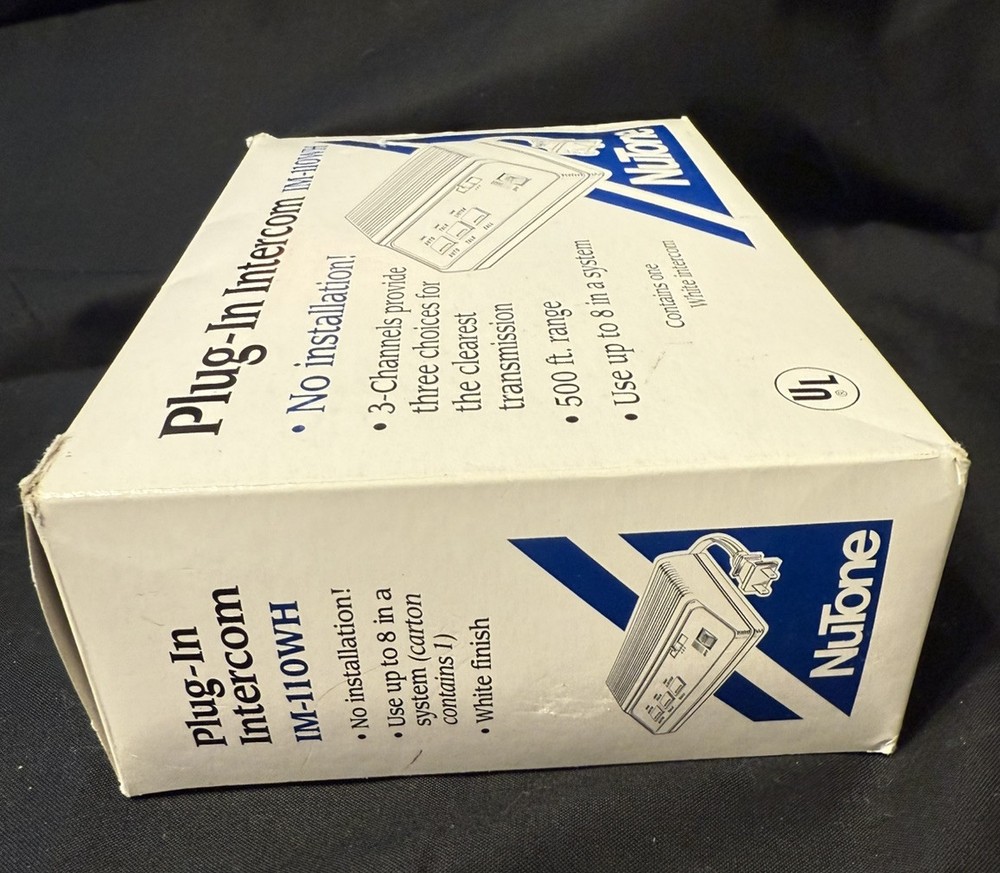 Plug-In Intercom IM-110WH
• No installation!
• 3-Channels provide
three choices for
the clearest
transmission
• 500 ft. range
• Use up to 8 in a system
Contains one
White intercom
NuTone
UL
®
Plug-In
Intercom
IM-110WH
• No installation!
• Use up to 8 in a
system (carton
contains 1)
• White finish
NuTone